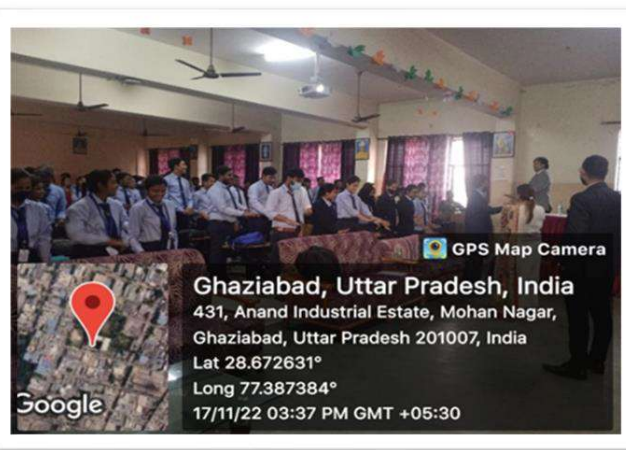 GPS Map Camera
Ghaziabad, Uttar Pradesh, India
431, Anand Industrial Estate, Mohan Nagar,
Ghaziabad, Uttar Pradesh 201007, India
Lat 28.672631°
Long 77.387384°
17/11/22 03:37 PM GMT +05:30
Google